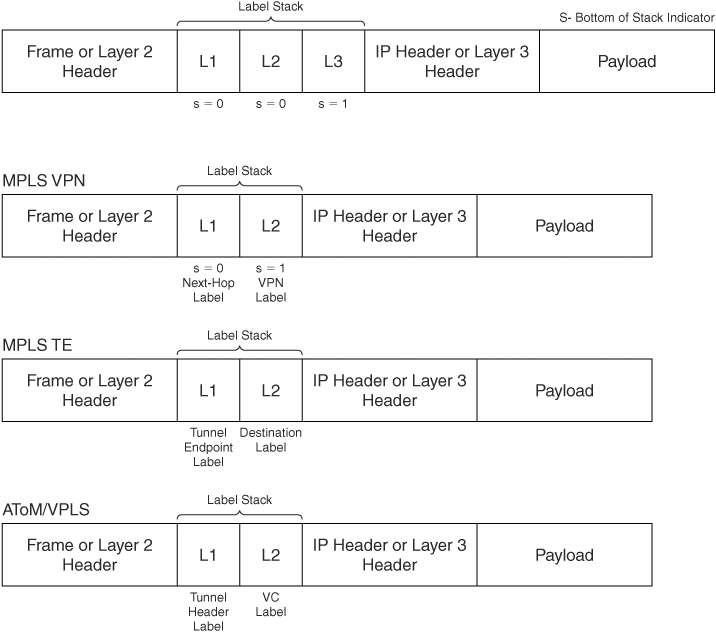 Label Stack
S- Bottom of Stack Indicator
Frame or Layer 2
Header
L1
L2
L3
IP Header or Layer 3
Header
Payload
s = 0
s = 0
s = 1
MPLS VPN
Label Stack
Frame or Layer 2
Header
L1
L2
IP Header or Layer 3
Header
Payload
s = 0
Next-Hop
Label
s = 1
VPN
Label
MPLS TE
Label Stack
Frame or Layer 2
Header
L1
L2
IP Header or Layer 3
Header
Payload
Tunnel
Endpoint
Label
Destination
Label
AToM/VPLS
Label Stack
Frame or Layer 2
Header
L1
L2
IP Header or Layer 3
Header
Payload
Tunnel
Header
Label
VC
Label